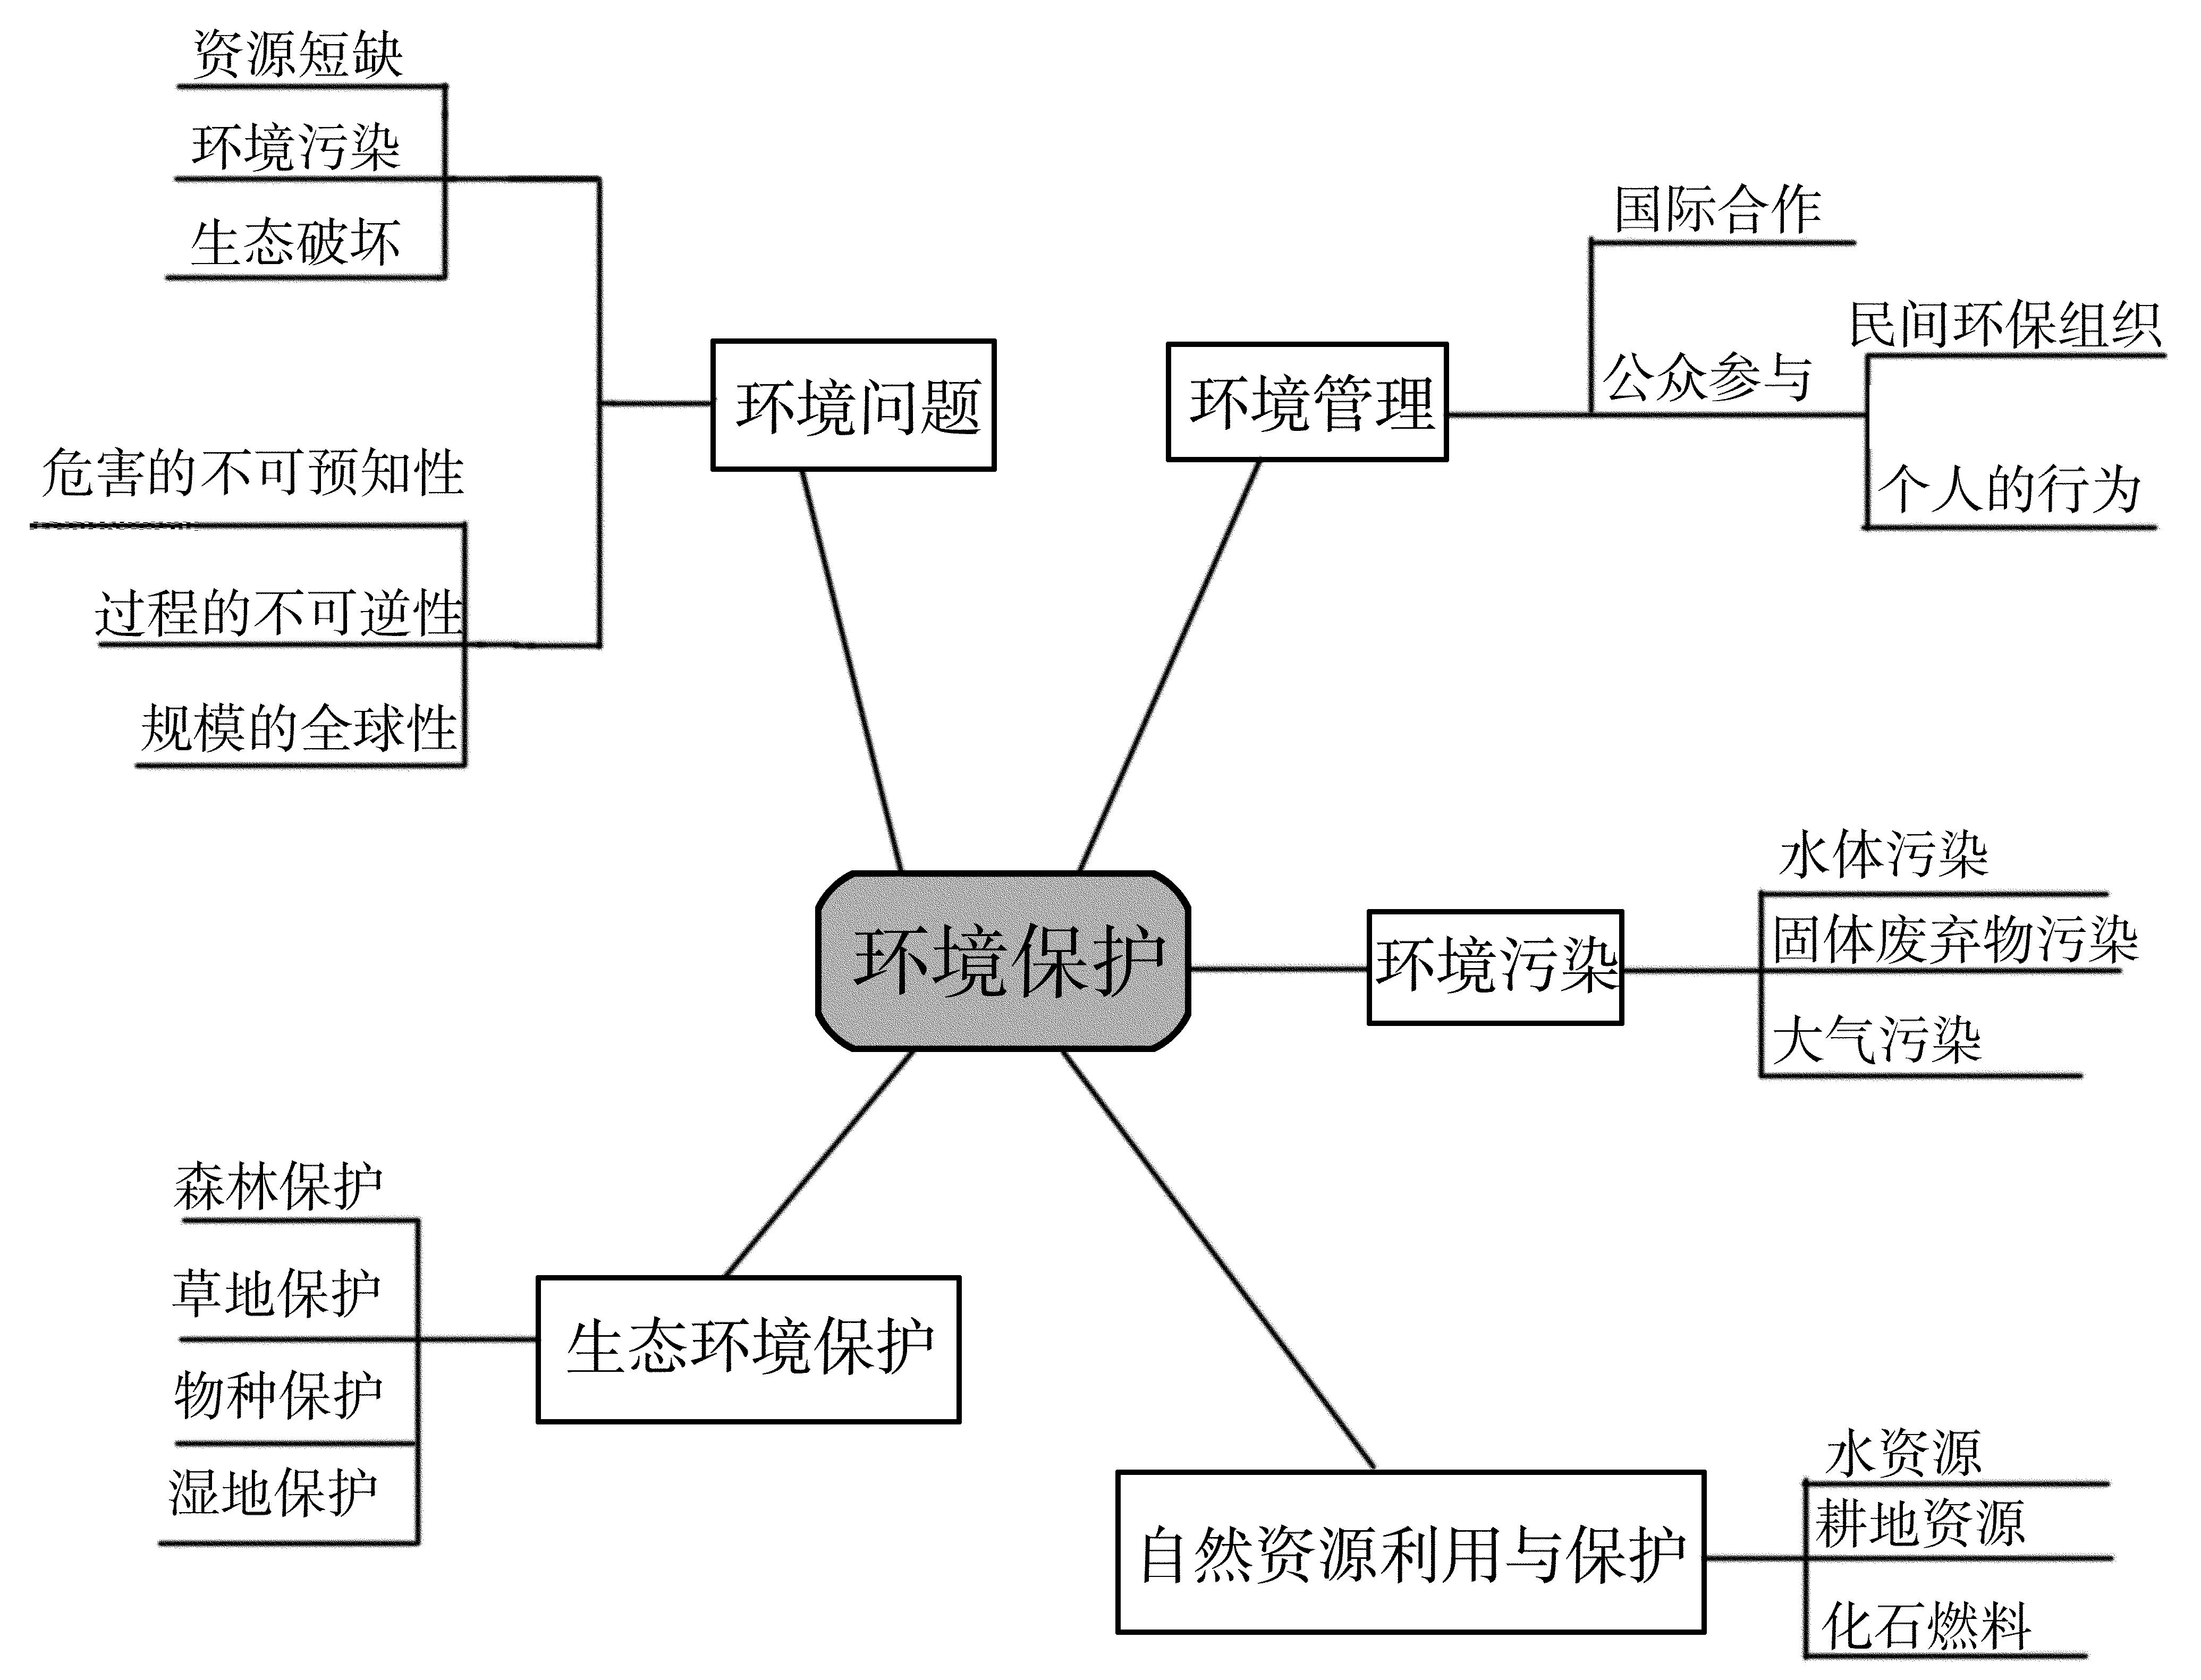 资源短缺
环境污染
生态破坏
环境问题
危害的不可预知性
过程的不可逆性
规模的全球性
国际合作
环境管理
公众参与
民间环保组织
个人的行为
环境保护
环境污染
水体污染
固体废弃物污染
大气污染
森林保护
草地保护
物种保护
湿地保护
生态环境保护
自然资源利用与保护
水资源
耕地资源
化石燃料